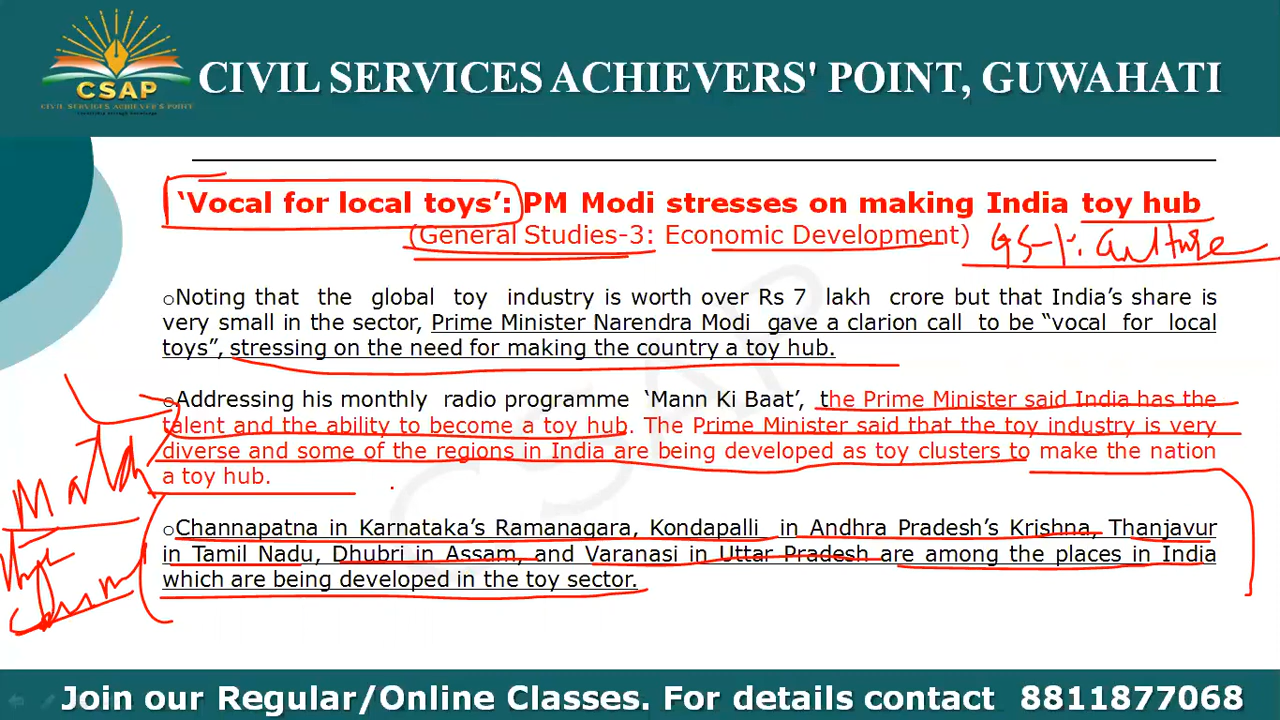 CSAP
CIVIL SERVICES ACHIEVER'S POINT
CIVIL SERVICES ACHIEVERS' POINT, GUWAHATI
‘Vocal for local toys’: PM Modi stresses on making India toy hub
(General Studies-3: Economic Development)
GS-1: Culture
oNoting that the global toy industry is worth over Rs 7 lakh crore but that India’s share is
very small in the sector, Prime Minister Narendra Modi gave a clarion call to be “vocal for local
toys”, stressing on the need for making the country a toy hub.
oAddressing his monthly radio programme ‘Mann Ki Baat’, the Prime Minister said India has the
talent and the ability to become a toy hub. The Prime Minister said that the toy industry is very
diverse and some of the regions in India are being developed as toy clusters to make the nation
a toy hub.
oChannapatna in Karnataka’s Ramanagara, Kondapalli in Andhra Pradesh’s Krishna, Thanjavur
in Tamil Nadu, Dhubri in Assam, and Varanasi in Uttar Pradesh are among the places in India
which are being developed in the toy sector.
CSAP
Match
the
Join our Regular/Online Classes. For details contact 8811877068